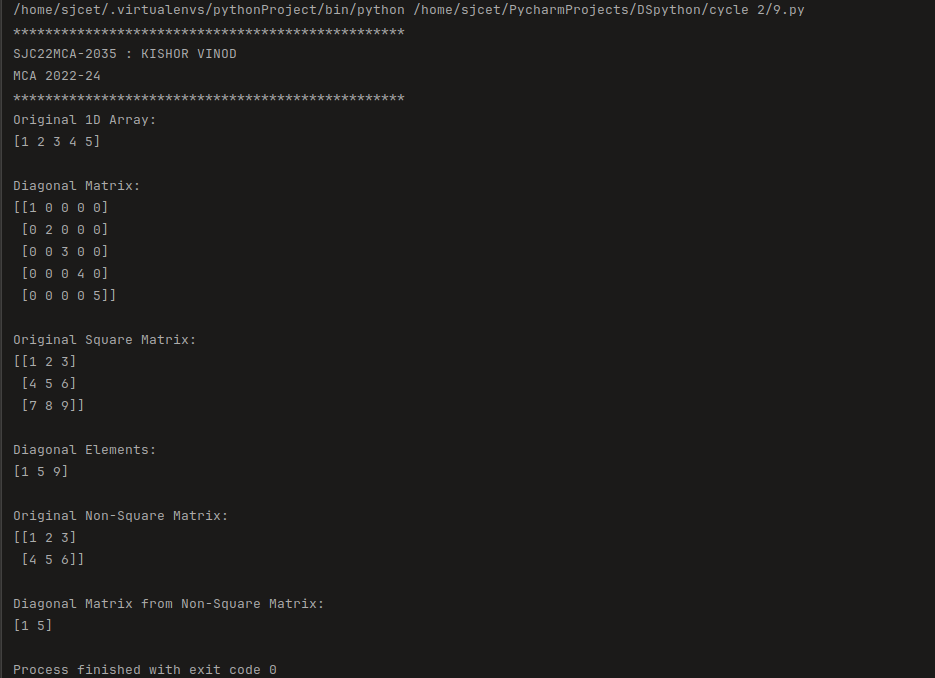 /home/sjcet/.virtualenvs/pythonProject/bin/python /home/sjcet/PycharmProjects/DSpython/cycle 2/9.py
*************************************************
SJC22MCA-2035 : KISHOR VINOD
MCA 2022-24
*************************************************
Original 1D Array:
[1 2 3 4 5]

Diagonal Matrix:
[[1 0 0 0 0]
 [0 2 0 0 0]
 [0 0 3 0 0]
 [0 0 0 4 0]
 [0 0 0 0 5]]

Original Square Matrix:
[[1 2 3]
 [4 5 6]
 [7 8 9]]

Diagonal Elements:
[1 5 9]

Original Non-Square Matrix:
[[1 2 3]
 [4 5 6]]

Diagonal Matrix from Non-Square Matrix:
[1 5]

Process finished with exit code 0